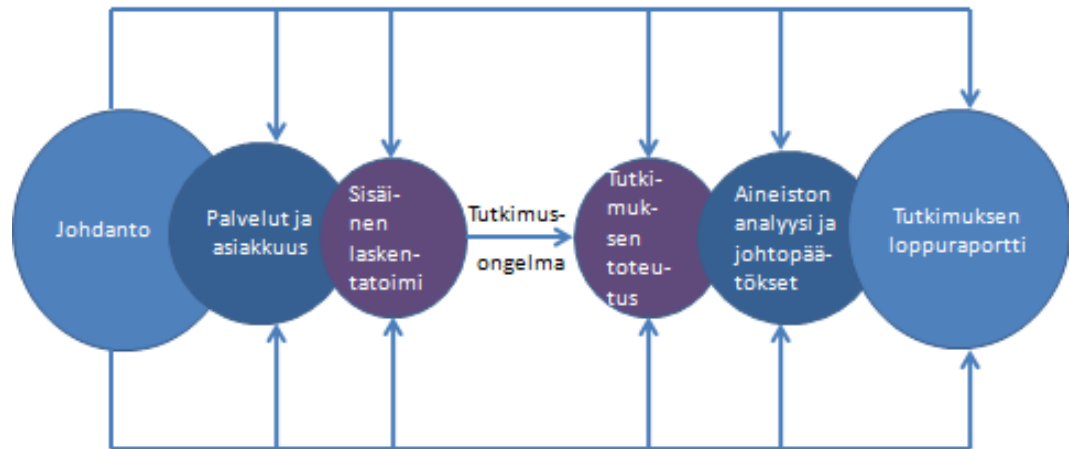 Johdanto
Palvelut ja
asiakkuus
Sisäi-
nen
lasken-
tatoimi
Tutkimus-
ongelma
Tutki-
muk-
sen
toteu-
tus
Aineiston
analyysi ja
johtopää-
tökset
Tutkimuksen
loppuraportti